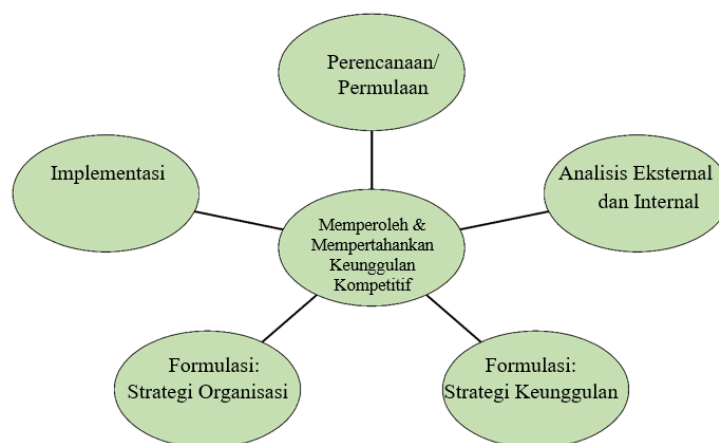 Perencanaan/
Permulaan
Implementasi
Analisis Eksternal
dan Internal
Memperoleh &
Mempertahankan
Keunggulan
Kompetitif
Formulasi:
Strategi Organisasi
Formulasi:
Strategi Keunggulan